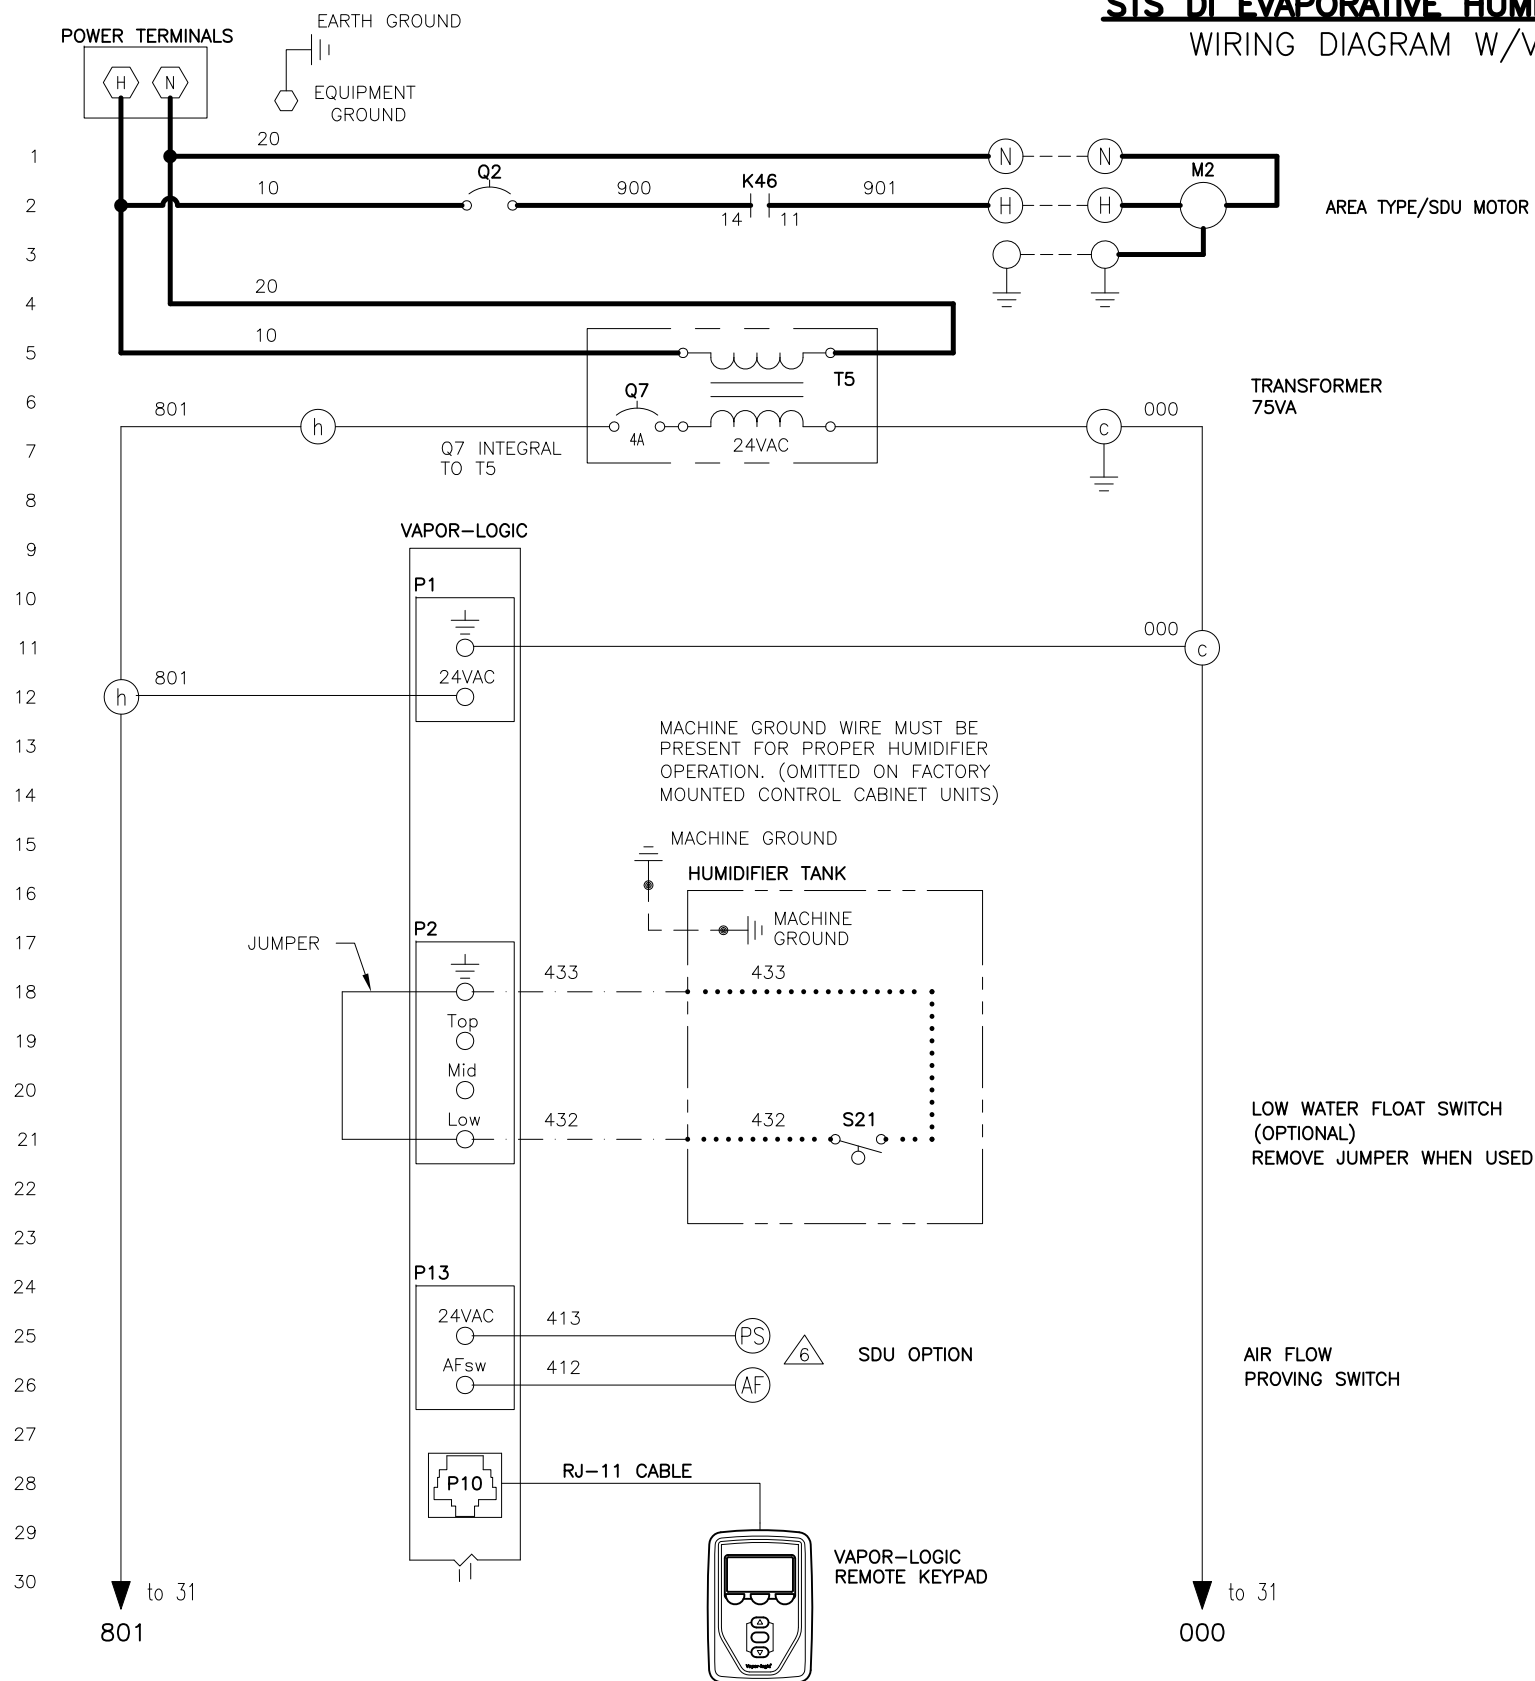 STS DI EVAPORATIVE HUMI
WIRING DIAGRAM W/V
EARTH GROUND
POWER TERMINALS
H N
EQUIPMENT
GROUND
20
1
N N
M2
10
Q2
900
K46
901
2
H H
14 11
AREA TYPE/SDU MOTOR
3
20
4
10
5
T5
TRANSFORMER
75VA
Q7
6
801
000
h
4A
24VAC
c
7
Q7 INTEGRAL
TO T5
8
VAPOR-LOGIC
9
P1
10
000
11
c
801
24VAC
12
h
MACHINE GROUND WIRE MUST BE
PRESENT FOR PROPER HUMIDIFIER
OPERATION. (OMITTED ON FACTORY
MOUNTED CONTROL CABINET UNITS)
13
14
15
MACHINE GROUND
HUMIDIFIER TANK
16
MACHINE
GROUND
P2
17
JUMPER
433 433
18
Top
19
Mid
20
Low
432 432
S21
21
LOW WATER FLOAT SWITCH
(OPTIONAL)
REMOVE JUMPER WHEN USED
22
23
P13
24
24VAC
413
25
PS
6
SDU OPTION
AIR FLOW
PROVING SWITCH
AFsw
412
26
AF
27
RJ-11 CABLE
28
P10
29
VAPOR-LOGIC
REMOTE KEYPAD
30
to 31
to 31
801
000
Vapor-logic